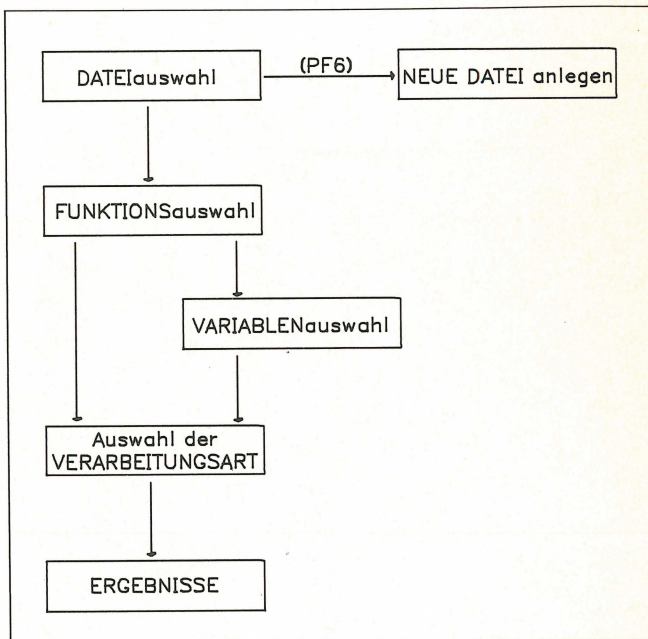 DATEIauswahl
(PF6)
NEUE DATEI anlegen
FUNKTIONSauswahl
VARIABLENauswahl
Auswahl der
VERARBEITUNGSART
ERGEBNISSE